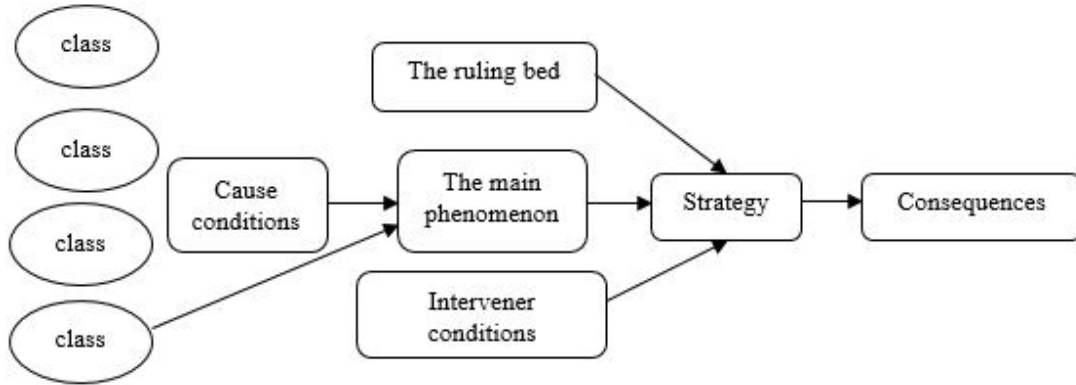 class
class
class
class
Cause
conditions
The ruling bed
The main
phenomenon
Intervener
conditions
Strategy
Consequences